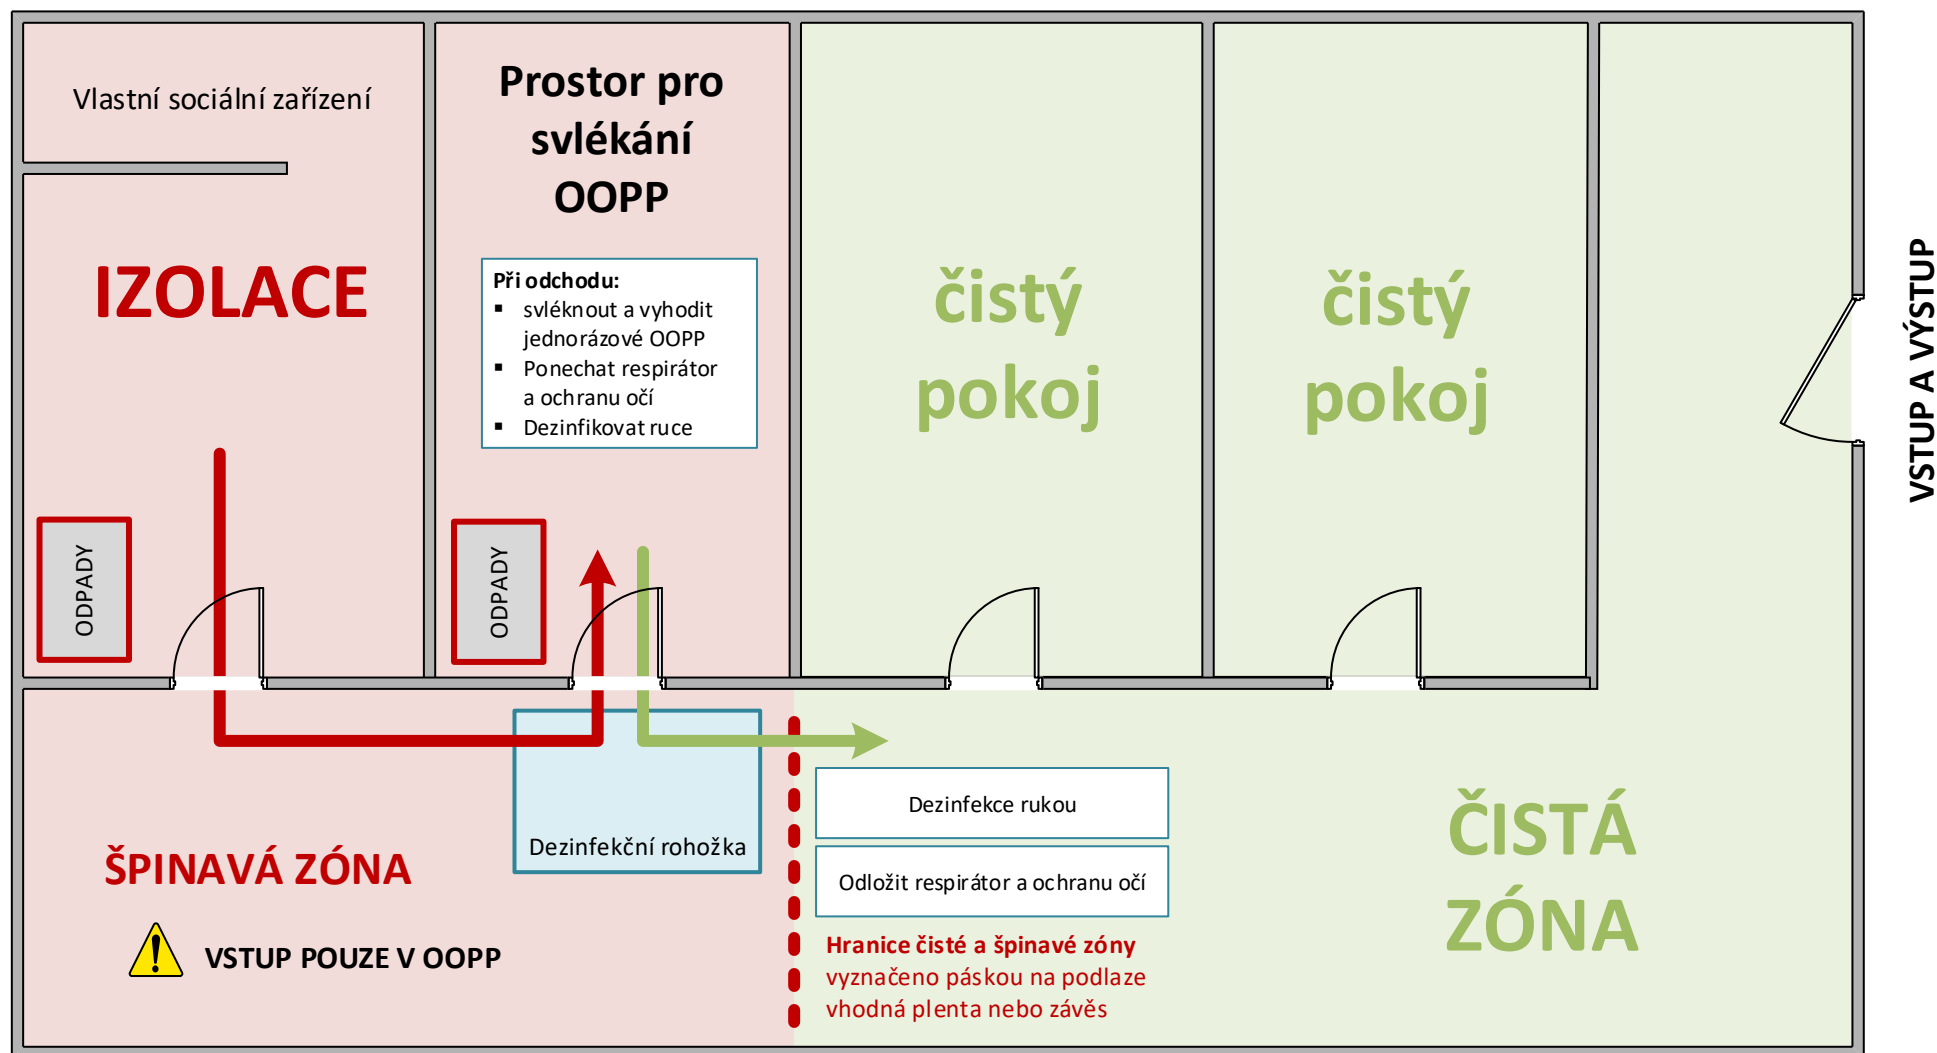 Vlastní sociální zařízení
IZOLACE
ODPADY
Prostor pro
svlékání
OOPP
Při odchodu:
▪ svléknout a vyhodit
jednorázové OOPP
▪ Ponechat respirátor
a ochranu očí
▪ Dezinfikovat ruce
ODPADY
čistý
pokoj
čistý
pokoj
VSTUP A VÝSTUP
Dezinfekční rohožka
ŠPINAVÁ ZÓNA
VSTUP POUZE V OOPP
Dezinfekce rukou
Odložit respirátor a ochranu očí
Hranice čisté a špinavé zóny
vyznačeno páskou na podlaze
vhodná plenta nebo závěs
ČISTÁ
ZÓNA